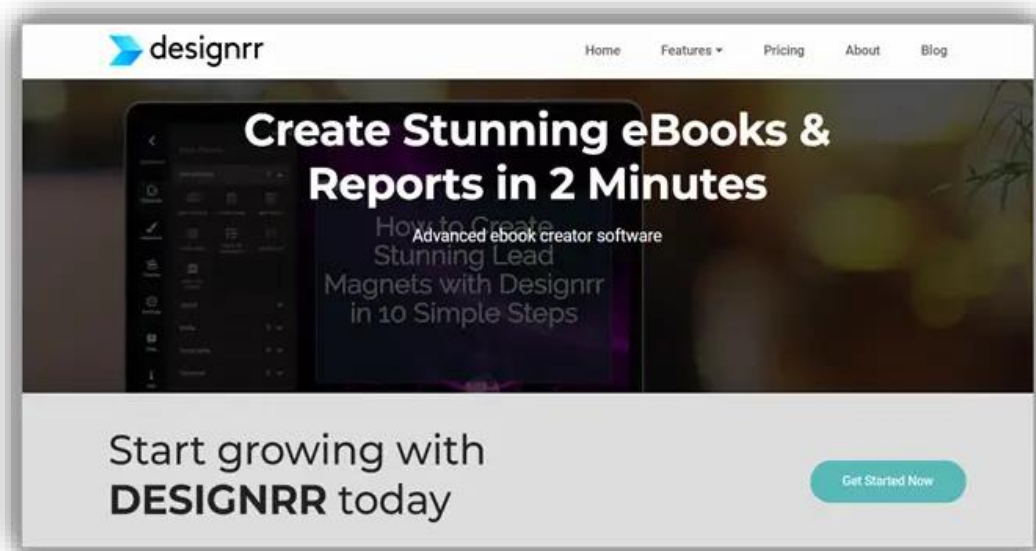 designrr
Home Features Pricing About Blog
Create Stunning eBooks &
Reports in 2 Minutes
Advanced ebook creator software
How to Create
Stunning Lead
Magnets with Designrr
in 10 Simple Steps
Start growing with
DESIGNRR today
Get Started Now